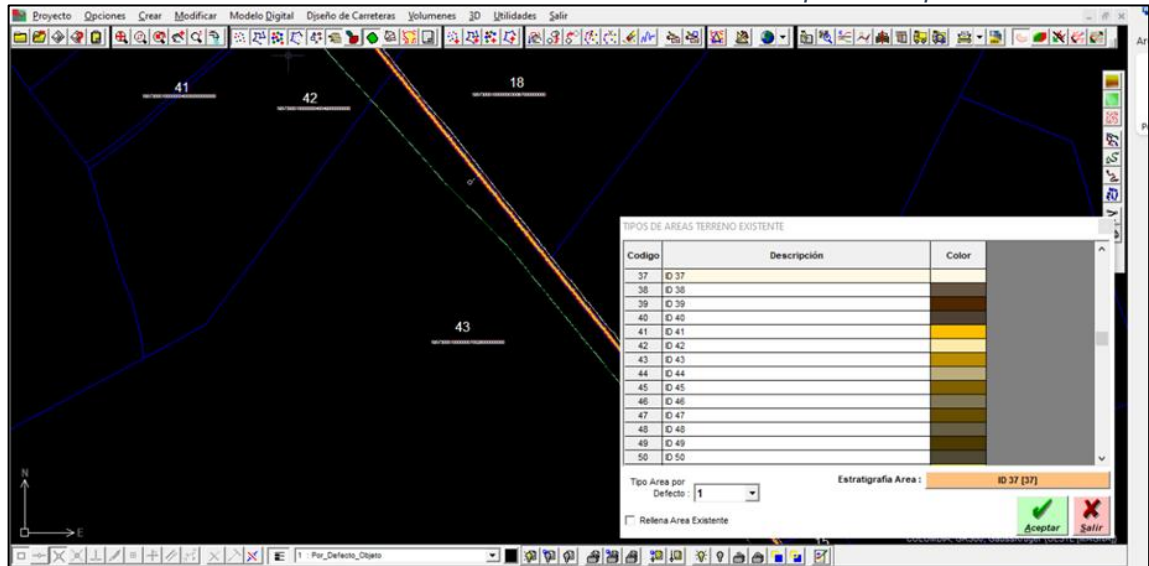 Proyecto Opciones Crear Modificar Modelo Digital Diseño de Carreteras Volumenes 3D Utilidades Salir
41
42
18
43
TIPOS DE AREAS TERRENO EXISTENTE
Codigo Descripción Color
37 ID 37
38 ID 38
39 ID 39
40 ID 40
41 ID 41
42 ID 42
43 ID 43
44 ID 44
45 ID 45
46 ID 46
47 ID 47
48 ID 48
49 ID 49
50 ID 50
Tipo Area por
Defecto : 1
Estratigrafia Area : ID 37 [37]
Rellena Area Existente
Aceptar Salir
N
E
15
1 : Por_Defecto_Objeto